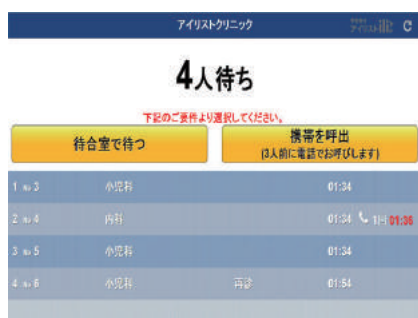 アイリストクリニック
4人待ち
下記のご要件より選択してください。
待合室で待つ
携帯を呼出
(3人前に電話でお呼びします)
1 No 3 小児科 01:34
2 No 4 内科 01:34 1回 01:36
3 No 5 小児科 01:34
4 No 6 小児科 再診 01:54